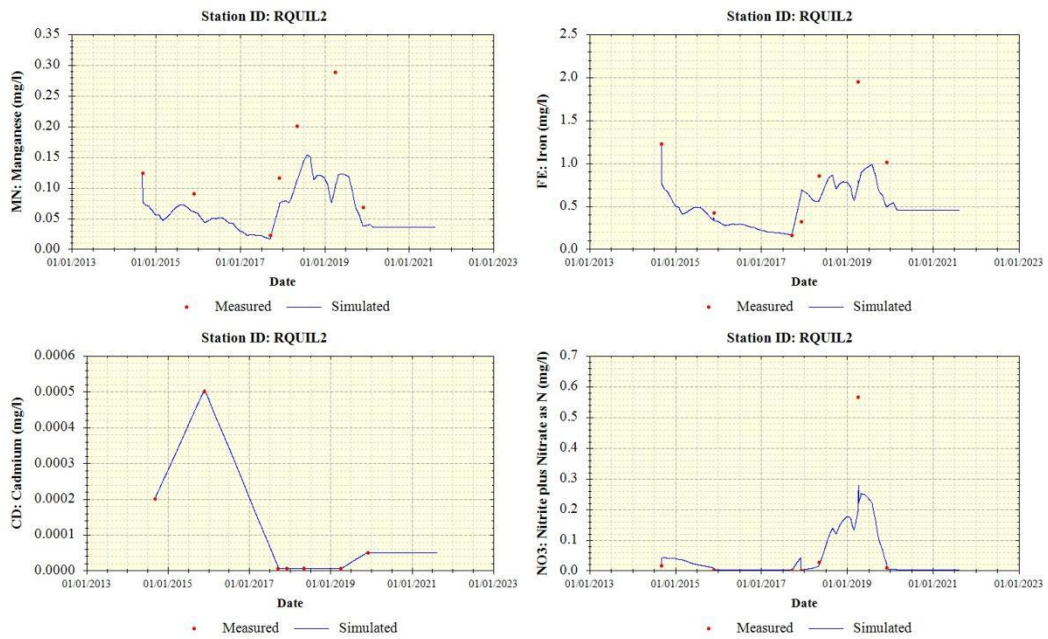 Station ID: RQUIL2
MN: Manganese (mg/l)
0.35
0.30
0.25
0.20
0.15
0.10
0.05
0.00
01/01/2013 01/01/2015 01/01/2017 01/01/2019 01/01/2021 01/01/2023
Date
Measured Simulated
Station ID: RQUIL2
FE: Iron (mg/l)
2.5
2.0
1.5
1.0
0.5
0.0
01/01/2013 01/01/2015 01/01/2017 01/01/2019 01/01/2021 01/01/2023
Date
Measured Simulated
Station ID: RQUIL2
CD: Cadmium (mg/l)
0.0006
0.0005
0.0004
0.0003
0.0002
0.0001
0.0000
01/01/2013 01/01/2015 01/01/2017 01/01/2019 01/01/2021 01/01/2023
Date
Measured Simulated
Station ID: RQUIL2
NO3: Nitrite plus Nitrate as N (mg/l)
0.7
0.6
0.5
0.4
0.3
0.2
0.1
0.0
01/01/2013 01/01/2015 01/01/2017 01/01/2019 01/01/2021 01/01/2023
Date
Measured Simulated